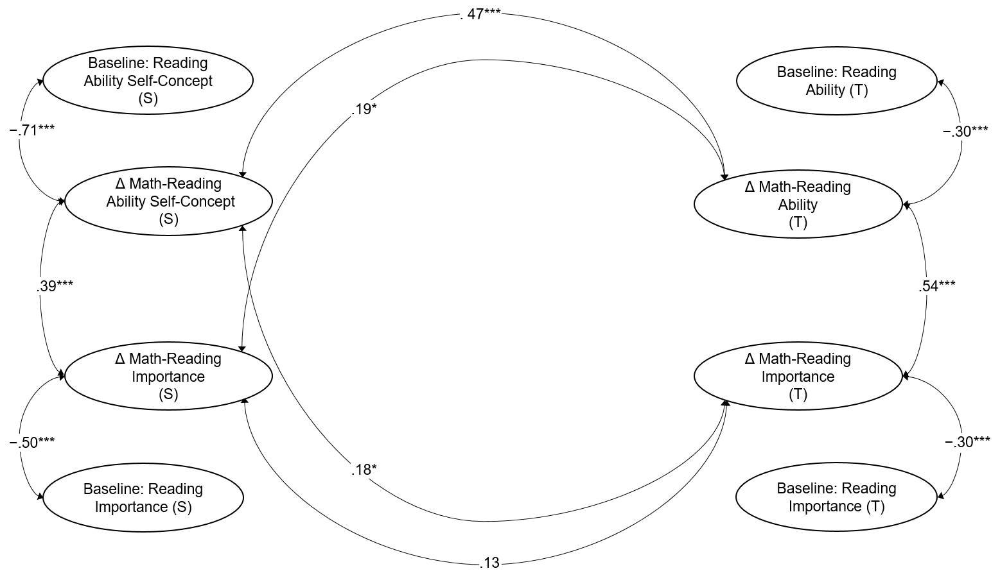 . 47***
Baseline: Reading
Ability Self-Concept
(S)
Baseline: Reading
Ability (T)
.19*
−.71***
−.30***
Δ Math-Reading
Ability Self-Concept
(S)
Δ Math-Reading
Ability
(T)
.39***
.54***
Δ Math-Reading
Importance
(S)
Δ Math-Reading
Importance
(T)
−.50***
−.30***
.18*
Baseline: Reading
Importance (S)
Baseline: Reading
Importance (T)
.13